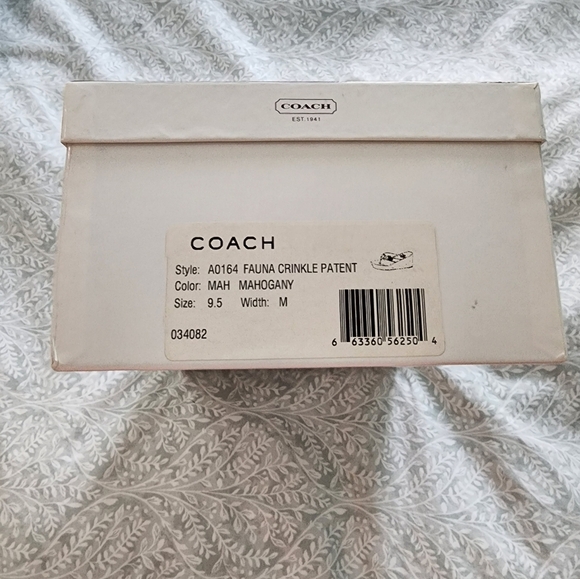 COACH
EST. 1941
COACH
Style: A0164 FAUNA CRINKLE PATENT
Color: MAH MAHOGANY
Size: 9.5 Width: M
034082
6 63360 56250 4